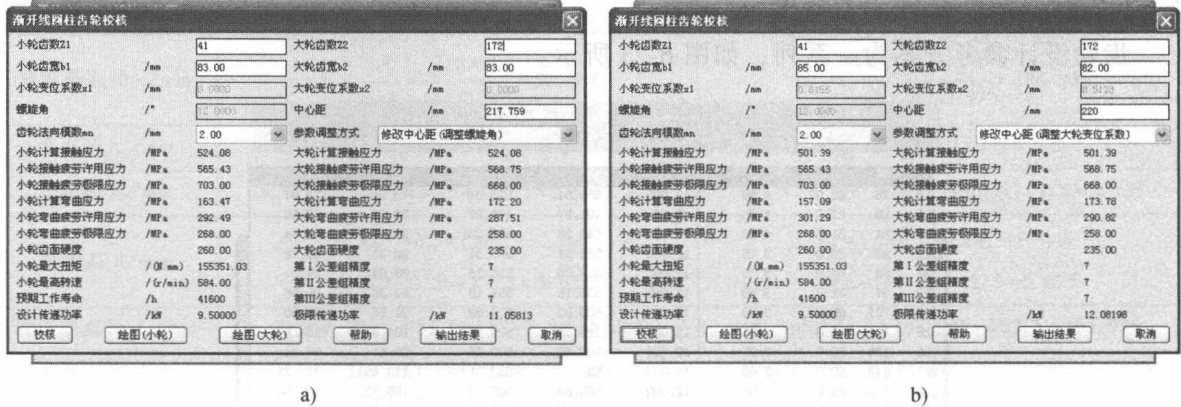 渐开线圆柱齿轮校核
小轮齿数Z1 41 大轮齿数Z2 172
小轮齿宽b1 /mm 83.00 大轮齿宽b2 /mm 83.00
小轮变位系数x1 0.0000 大轮变位系数x2 0.0000
螺旋角 /° 12.0000 中心距 /mm 217.759
齿轮法向模数mn /mm 2.00 参数调整方式 修改中心距(调整螺旋角)
小轮计算接触应力 /MPa 524.08 大轮计算接触应力 /MPa 524.08
小轮接触疲劳许用应力 /MPa 565.43 大轮接触疲劳许用应力 /MPa 568.75
小轮接触疲劳极限应力 /MPa 703.00 大轮接触疲劳极限应力 /MPa 668.00
小轮计算弯曲应力 /MPa 163.47 大轮计算弯曲应力 /MPa 172.20
小轮弯曲疲劳许用应力 /MPa 292.49 大轮弯曲疲劳许用应力 /MPa 287.51
小轮弯曲疲劳极限应力 /MPa 268.00 大轮弯曲疲劳极限应力 /MPa 258.00
小轮齿面硬度 260.00 大轮齿面硬度 235.00
小轮最大扭矩 /(N.mm) 155351.03 第I公差组精度 7
小轮最高转速 /(r/min) 584.00 第II公差组精度 7
预期工作寿命 /h 41600 第III公差组精度 7
设计传递功率 /kW 9.50000 极限传递功率 /kW 11.05813
校核 绘图(小轮) 绘图(大轮) 帮助 输出结果 取消
a)
渐开线圆柱齿轮校核
小轮齿数Z1 41 大轮齿数Z2 172
小轮齿宽b1 /mm 85.00 大轮齿宽b2 /mm 82.00
小轮变位系数x1 大轮变位系数x2
螺旋角 /° 中心距 /mm 220
齿轮法向模数mn /mm 2.00 参数调整方式 修改中心距(调整大轮变位系数)
小轮计算接触应力 /MPa 501.39 大轮计算接触应力 /MPa 501.39
小轮接触疲劳许用应力 /MPa 565.43 大轮接触疲劳许用应力 /MPa 568.75
小轮接触疲劳极限应力 /MPa 703.00 大轮接触疲劳极限应力 /MPa 668.00
小轮计算弯曲应力 /MPa 157.09 大轮计算弯曲应力 /MPa 173.78
小轮弯曲疲劳许用应力 /MPa 301.29 大轮弯曲疲劳许用应力 /MPa 290.82
小轮弯曲疲劳极限应力 /MPa 268.00 大轮弯曲疲劳极限应力 /MPa 258.00
小轮齿面硬度 260.00 大轮齿面硬度 235.00
小轮最大扭矩 /(N.mm) 155351.03 第I公差组精度 7
小轮最高转速 /(r/min) 584.00 第II公差组精度 7
预期工作寿命 /h 41600 第III公差组精度 7
设计传递功率 /kW 9.50000 极限传递功率 /kW 12.08198
校核 绘图(小轮) 绘图(大轮) 帮助 输出结果 取消
b)